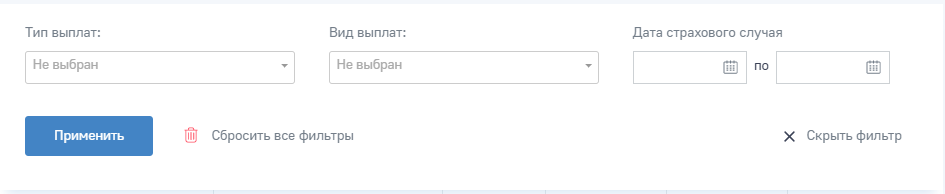 Тип выплат: Вид выплат: Дата страхового случая
Не выбран Не выбран по
Применить Сбросить все фильтры Скрыть фильтр